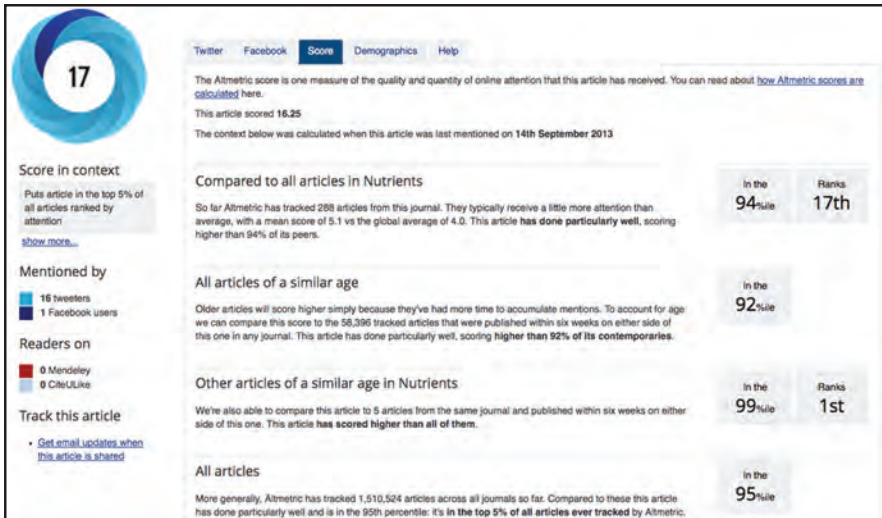 17
Score in context
Puts article in the top 5% of
all articles ranked by
attention
show more...
Mentioned by
16 tweeters
1 Facebook users
Readers on
0 Mendeley
0 CiteULike
Track this article
• Get email updates when
this article is shared
Twitter Facebook Score Demographics Help
The Altmetric score is one measure of the quality and quantity of online attention that this article has received. You can read about how Altmetric scores are
calculated here.
This article scored 16.25
The context below was calculated when this article was last mentioned on 14th September 2013
Compared to all articles in Nutrients
So far Altmetric has tracked 288 articles from this journal. They typically receive a little more attention than
average, with a mean score of 5.1 vs the global average of 4.0. This article has done particularly well, scoring
higher than 94% of its peers.
In the
94%ile
Ranks
17th
All articles of a similar age
Older articles will score higher simply because they've had more time to accumulate mentions. To account for age
we can compare this score to the 58,396 tracked articles that were published within six weeks on either side of
this one in any journal. This article has done particularly well, scoring higher than 92% of its contemporaries.
In the
92%ile
Other articles of a similar age in Nutrients
We're also able to compare this article to 5 articles from the same journal and published within six weeks on either
side of this one. This article has scored higher than all of them.
In the
99%ile
Ranks
1st
All articles
More generally, Altmetric has tracked 1,510,524 articles across all journals so far. Compared to these this article
has done particularly well and is in the 95th percentile: it's in the top 5% of all articles ever tracked by Altmetric.
In the
95%ile